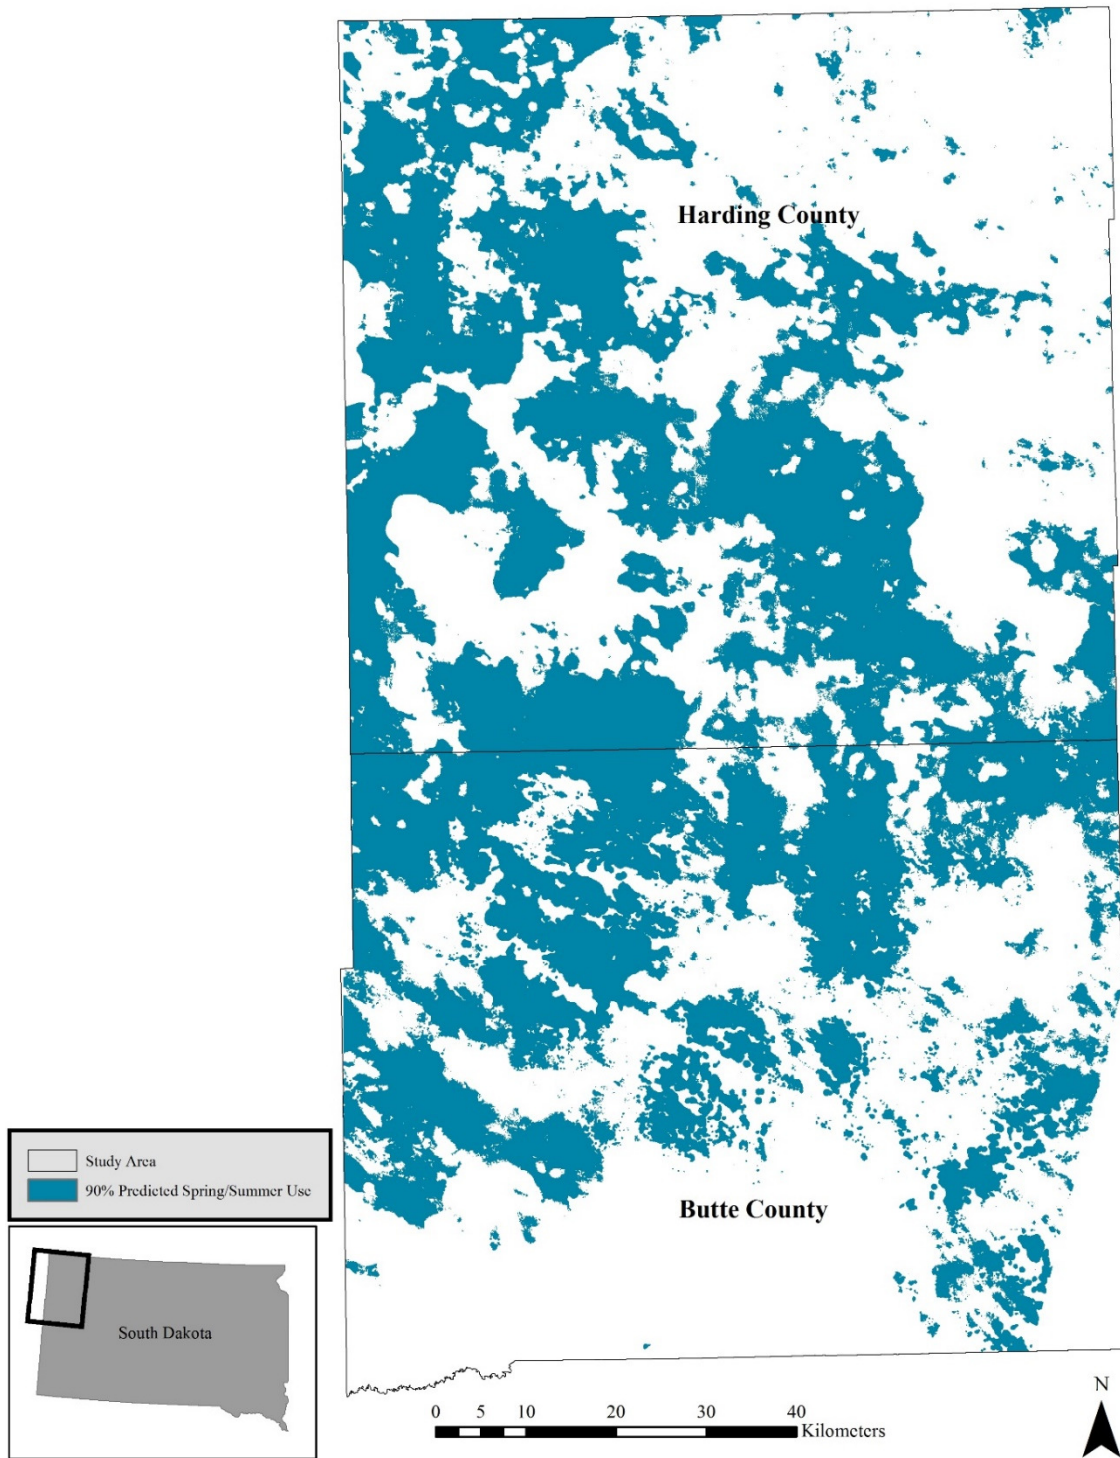 Harding County
Butte County
Study Area
90% Predicted Spring/Summer Use
South Dakota
N
0 5 10 20 30 40
Kilometers